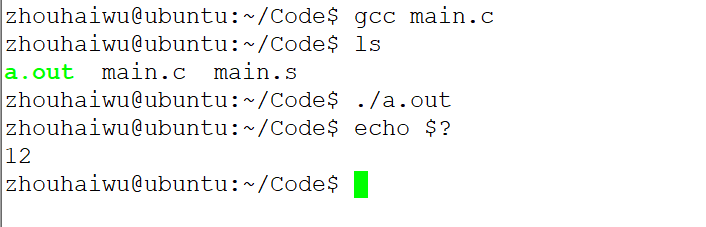 zhouhaiwu@ubuntu:~/Code$ gcc main.c
zhouhaiwu@ubuntu:~/Code$ ls
a.out  main.c  main.s
zhouhaiwu@ubuntu:~/Code$ ./a.out
zhouhaiwu@ubuntu:~/Code$ echo $?
12
zhouhaiwu@ubuntu:~/Code$